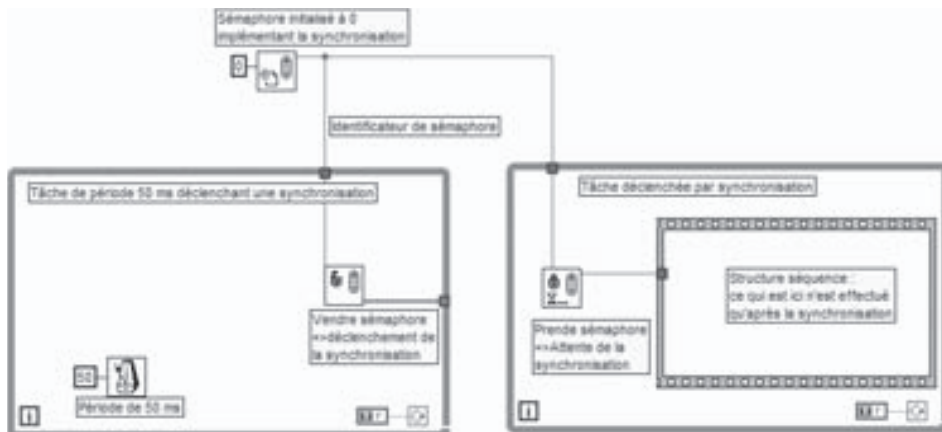 Sémaphore initialisé à 0
implémentant la synchronisation
0
Identificateur de sémaphore
Tâche de période 50 ms déclenchant une synchronisation
Tâche déclenchée par synchronisation
Structure séquence :
ce qui est ici n'est effectué
qu'après la synchronisation
Vendre sémaphore
=>déclenchement de
la synchronisation
Prende sémaphore
=>Attente de la
synchronisation
50
Période de 50 ms
i
i